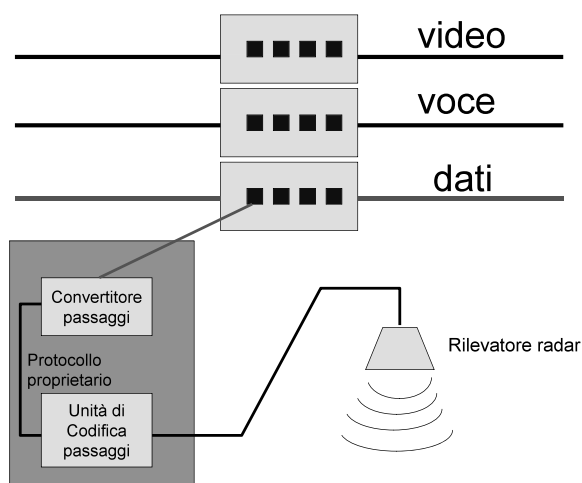 video
voce
dati
Convertitore
passaggi
Protocollo
proprietario
Unità di
Codifica
passaggi
Rilevatore radar